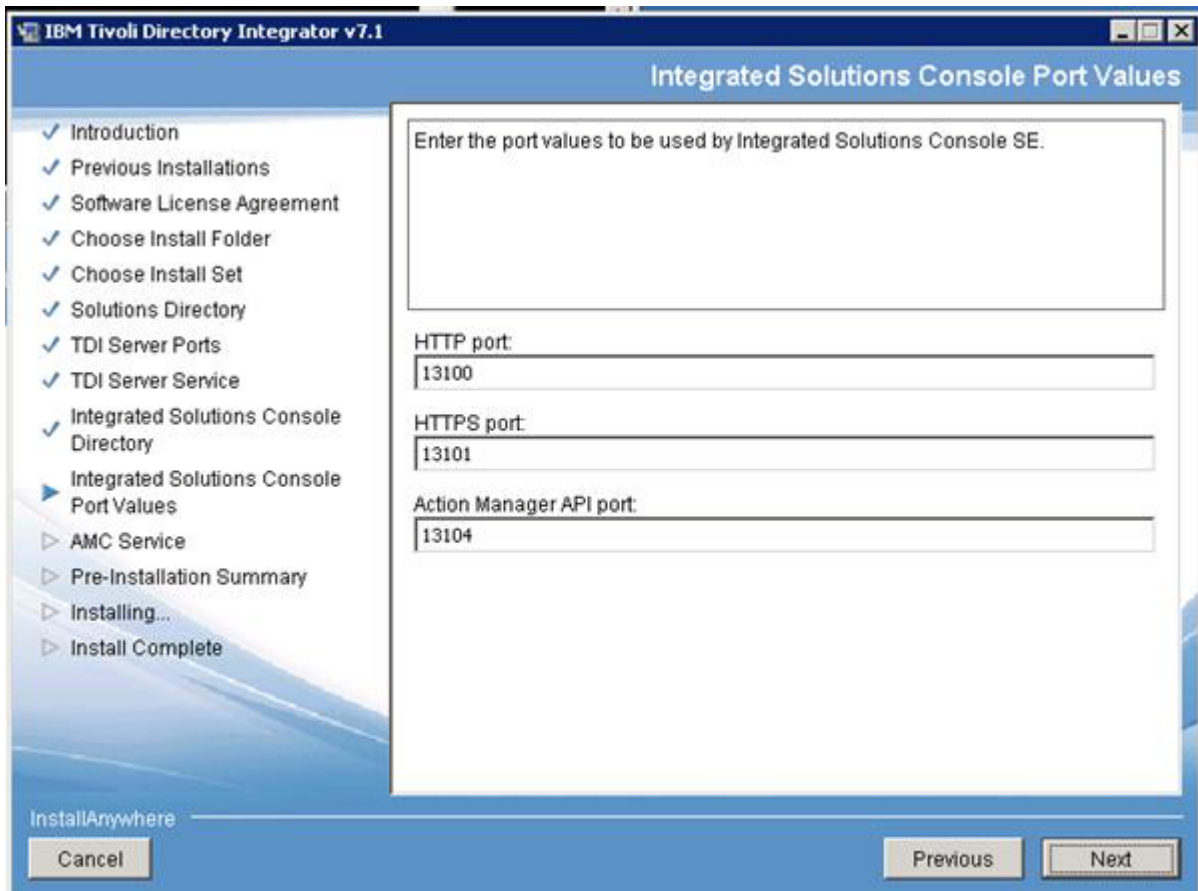 IBM Tivoli Directory Integrator v7.1
Integrated Solutions Console Port Values
Introduction
Previous Installations
Software License Agreement
Choose Install Folder
Choose Install Set
Solutions Directory
TDI Server Ports
TDI Server Service
Integrated Solutions Console
Directory
Integrated Solutions Console
Port Values
AMC Service
Pre-Installation Summary
Installing...
Install Complete
Enter the port values to be used by Integrated Solutions Console SE.
HTTP port:
13100
HTTPS port:
13101
Action Manager API port:
13104
InstallAnywhere
Cancel
Previous
Next